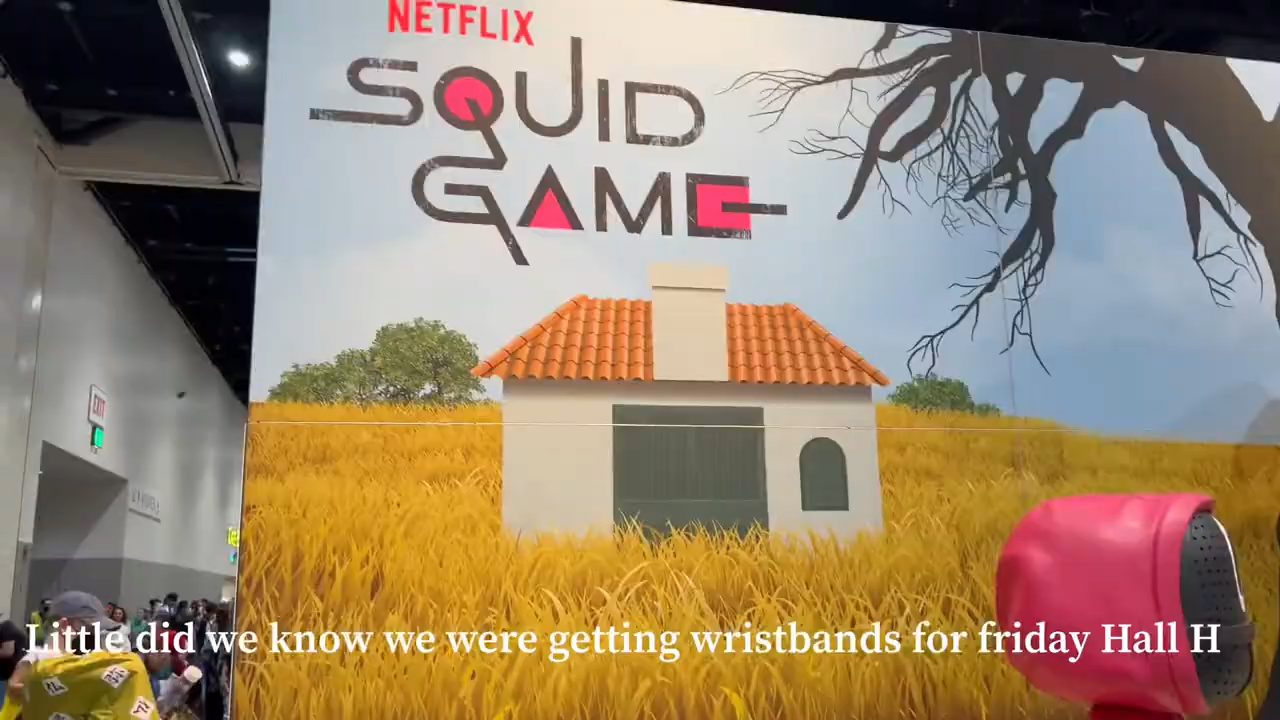 NETFLIX
SQUID
GAME
EXIT
Little did we know we were getting wristbands for friday Hall H